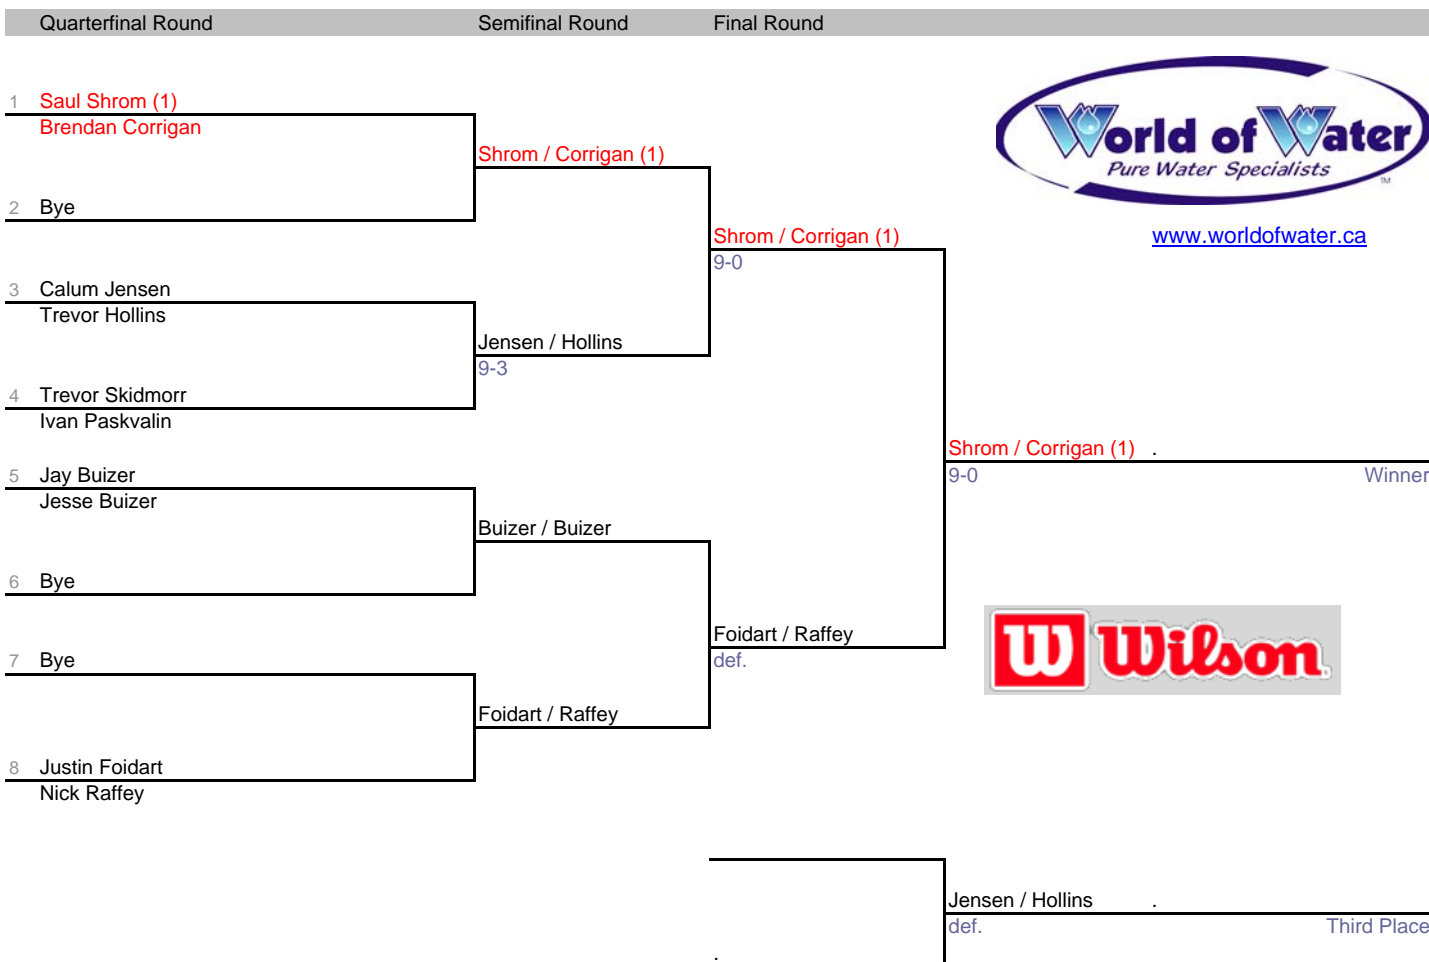 Quarterfinal Round Semifinal Round Final Round
1 Saul Shrom (1)
Brendan Corrigan
Shrom / Corrigan (1)
2 Bye
Shrom / Corrigan (1)
9-0
3 Calum Jensen
Trevor Hollins
Jensen / Hollins
9-3
4 Trevor Skidmorr
Ivan Paskvalin
Shrom / Corrigan (1) .
9-0 Winner
5 Jay Buizer
Jesse Buizer
Buizer / Buizer
6 Bye
Foidart / Raffey
def.
7 Bye
Foidart / Raffey
8 Justin Foidart
Nick Raffey
Jensen / Hollins .
def. Third Place
.
World of Water
Pure Water Specialists
TM
www.worldofwater.ca
W Wilson